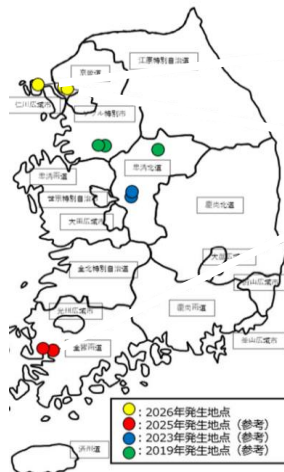 江原特別自治道
京畿道
仁川広域市
ソウル特別市
忠清北道
忠清南道
世宗特別自治道
慶尚北道
大田広域市
大邱広域市
全北特別自治道
蔚山広域市
慶尚南道
光州広域市
釜山広域市
全羅南道
：2026年発生地点
：2025年発生地点（参考）
：2023年発生地点（参考）
：2019年発生地点（参考）
済州道